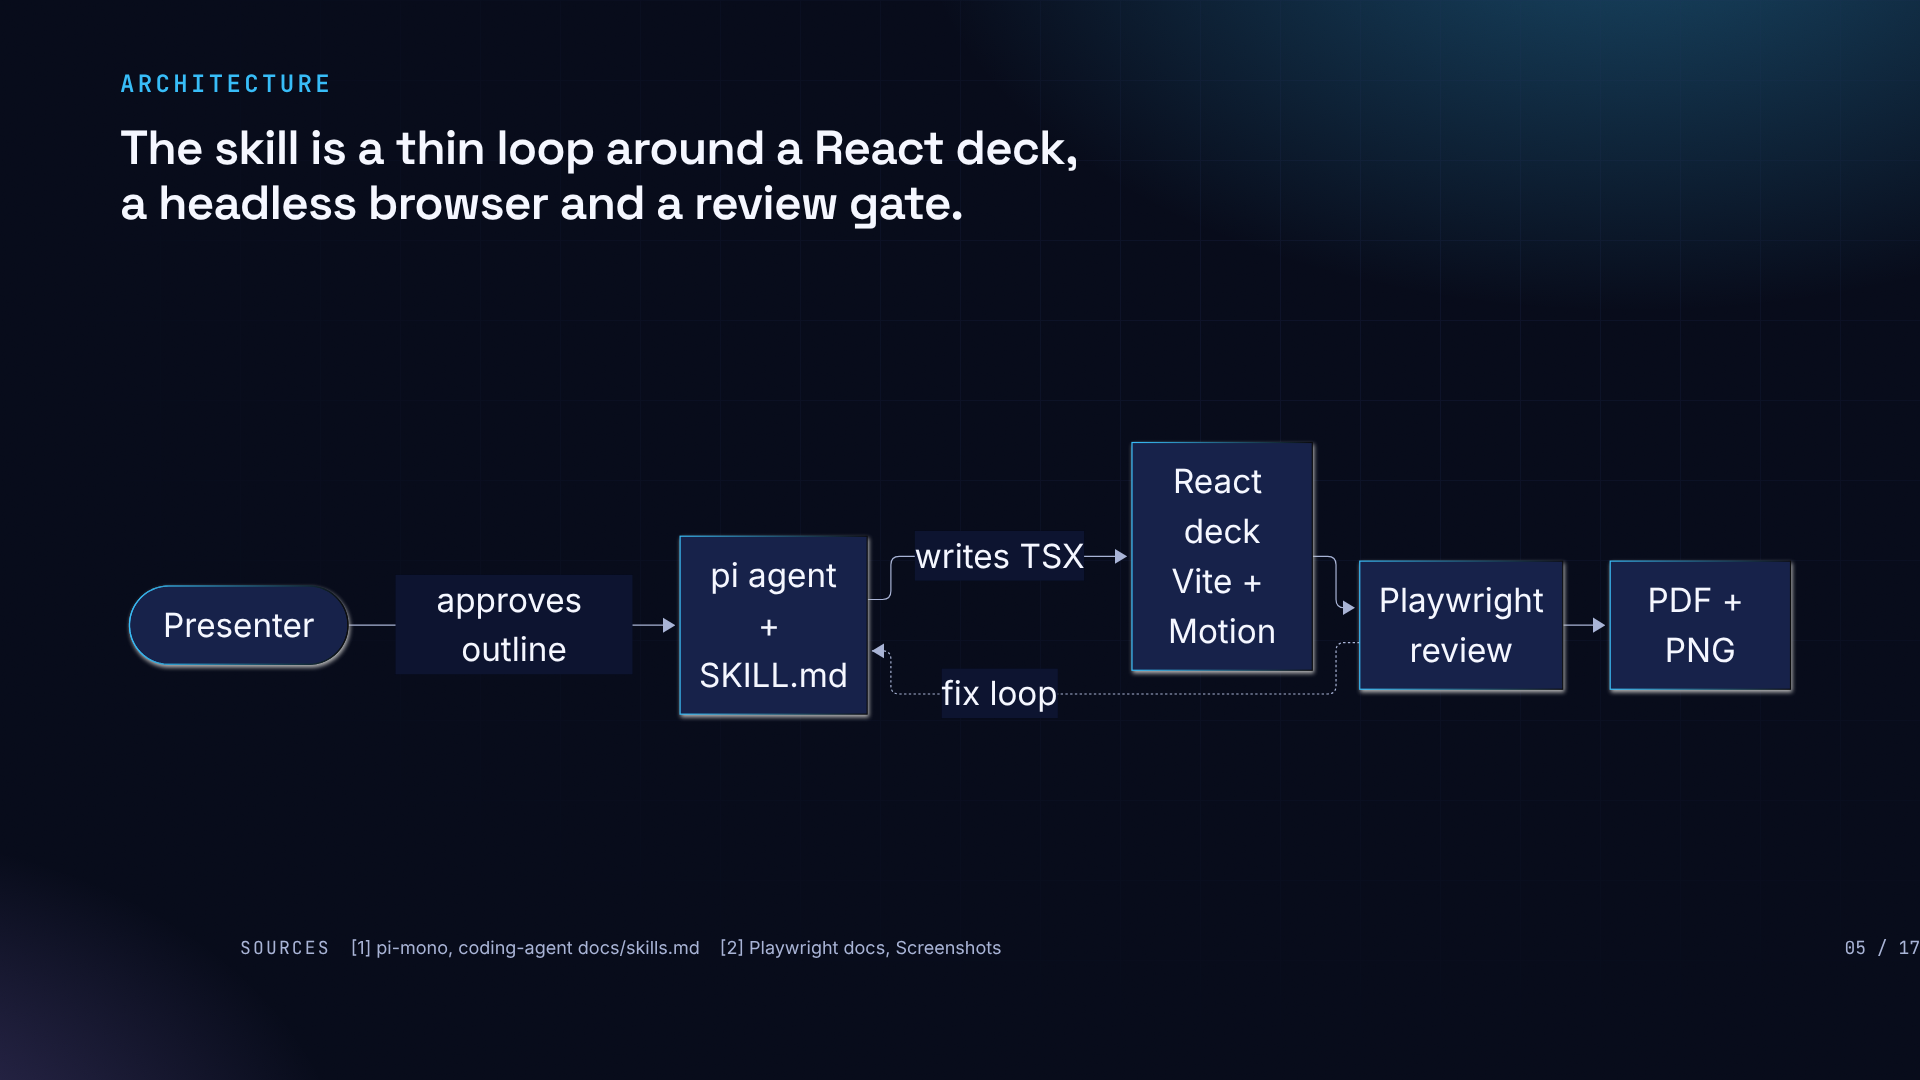 ARCHITECTURE
The skill is a thin loop around a React deck,
a headless browser and a review gate.
Presenter
approves
outline
pi agent
+
SKILL.md
writes TSX
fix loop
React
deck
Vite +
Motion
Playwright
review
PDF +
PNG
SOURCES [1] pi-mono, coding-agent docs/skills.md [2] Playwright docs, Screenshots
05 / 17